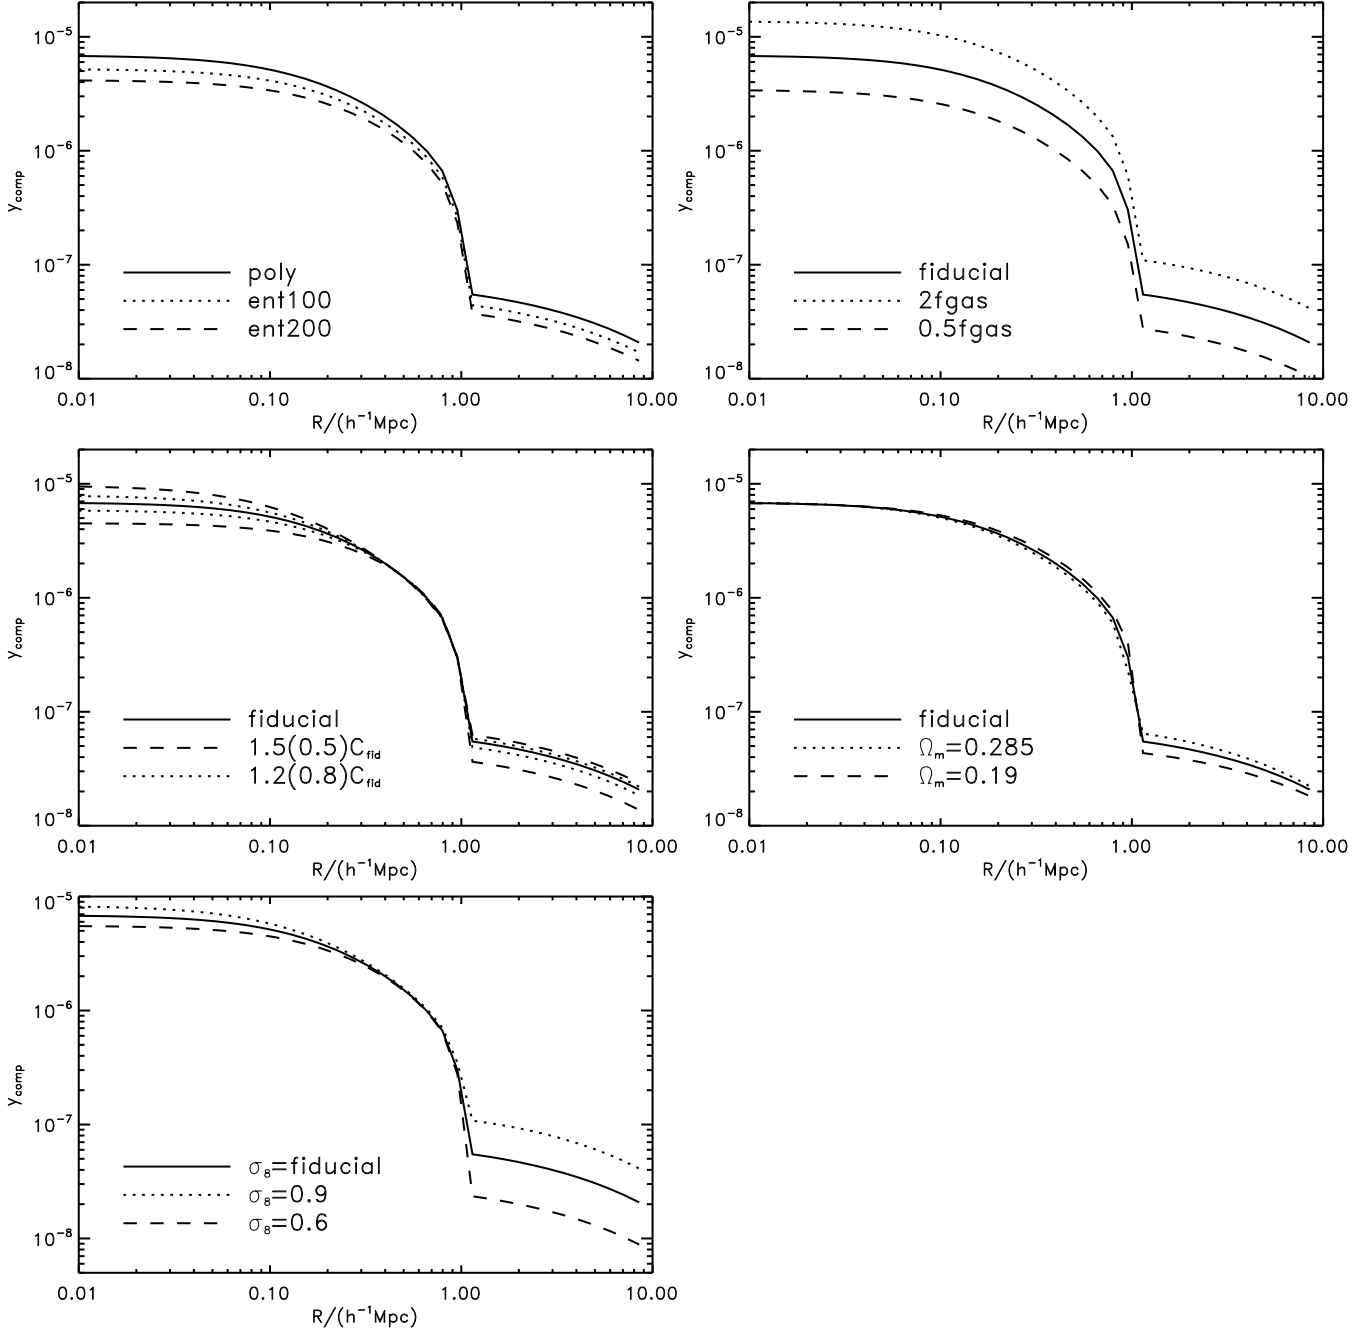 10⁻⁵
10⁻⁶
10⁻⁷
10⁻⁸
y_comp
poly
ent100
ent200
0.01 0.10 1.00 10.00
R/(h⁻¹Mpc)
10⁻⁵
10⁻⁶
10⁻⁷
10⁻⁸
y_comp
fiducial
2fgas
0.5fgas
0.01 0.10 1.00 10.00
R/(h⁻¹Mpc)
10⁻⁵
10⁻⁶
10⁻⁷
10⁻⁸
y_comp
fiducial
1.5(0.5)C_fid
1.2(0.8)C_fid
0.01 0.10 1.00 10.00
R/(h⁻¹Mpc)
10⁻⁵
10⁻⁶
10⁻⁷
10⁻⁸
y_comp
fiducial
Ω_m=0.285
Ω_m=0.19
0.01 0.10 1.00 10.00
R/(h⁻¹Mpc)
10⁻⁵
10⁻⁶
10⁻⁷
10⁻⁸
y_comp
σ₈=fiducial
σ₈=0.9
σ₈=0.6
0.01 0.10 1.00 10.00
R/(h⁻¹Mpc)